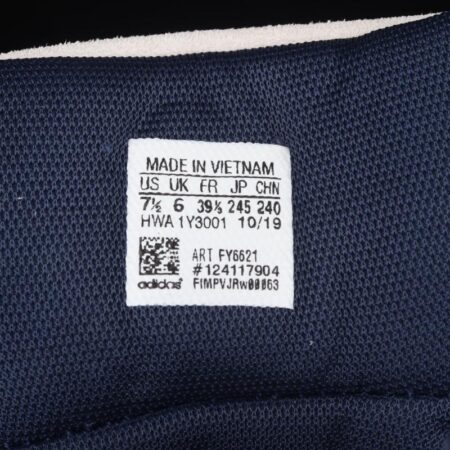 MADE IN VIETNAM
US UK FR JP CHN
7½ 6 39⅓ 245 240
HWA 1Y3001 10/19
ART FY6621
#124117904
adidas F1MPVJRw00063